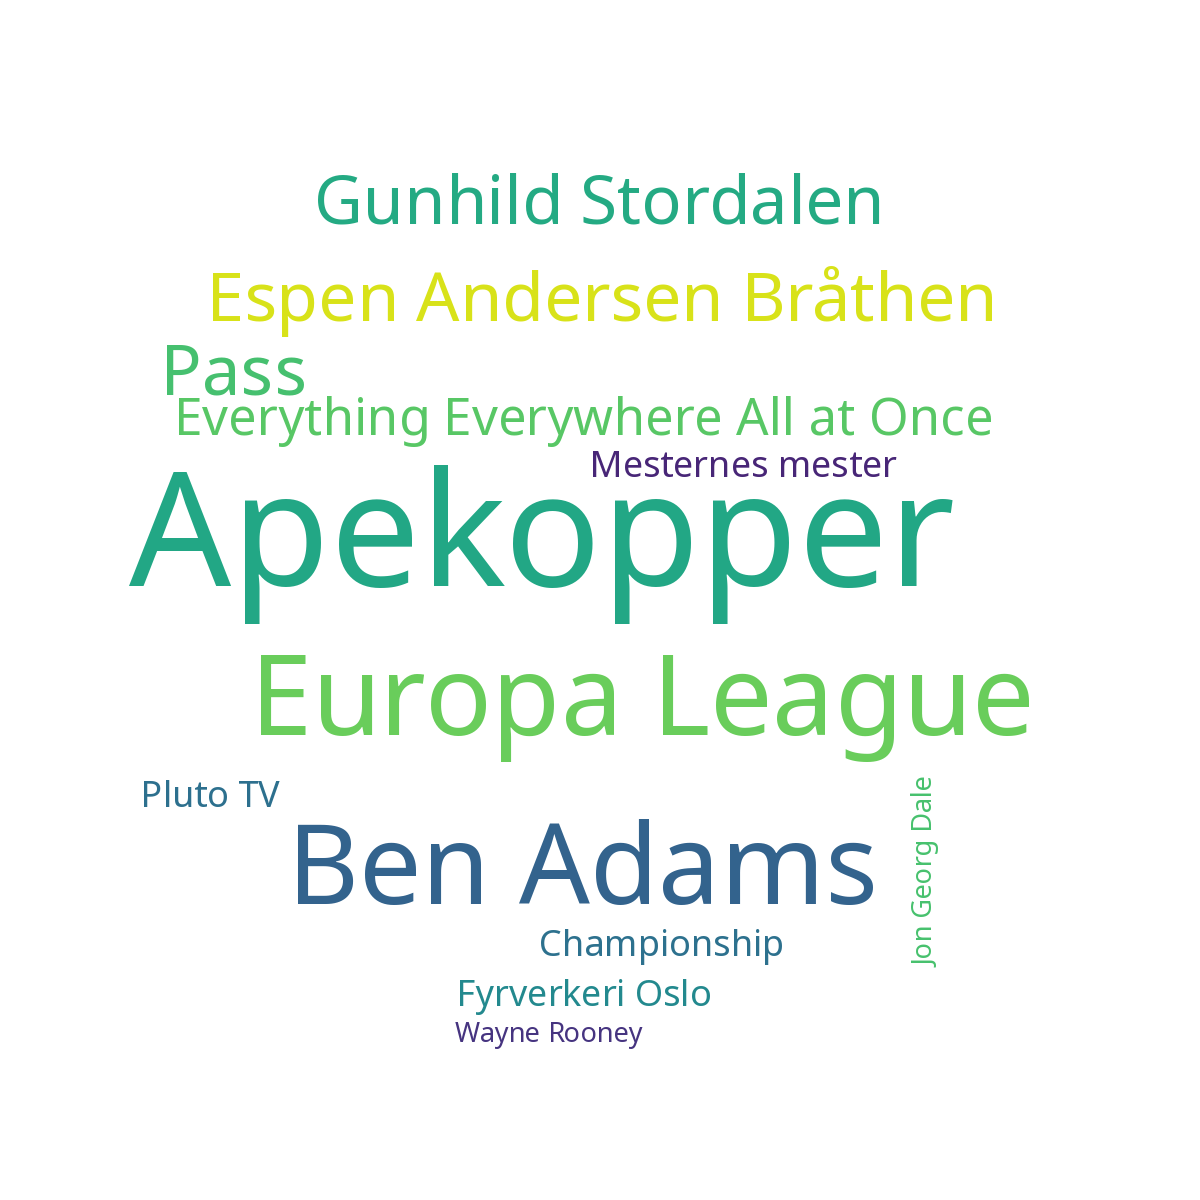 Gunhild Stordalen
Espen Andersen Bråthen
Pass
Everything Everywhere All at Once
Mesternes mester
Apekopper
Europa League
Pluto TV
Jon Georg Dale
Ben Adams
Championship
Fyrverkeri Oslo
Wayne Rooney